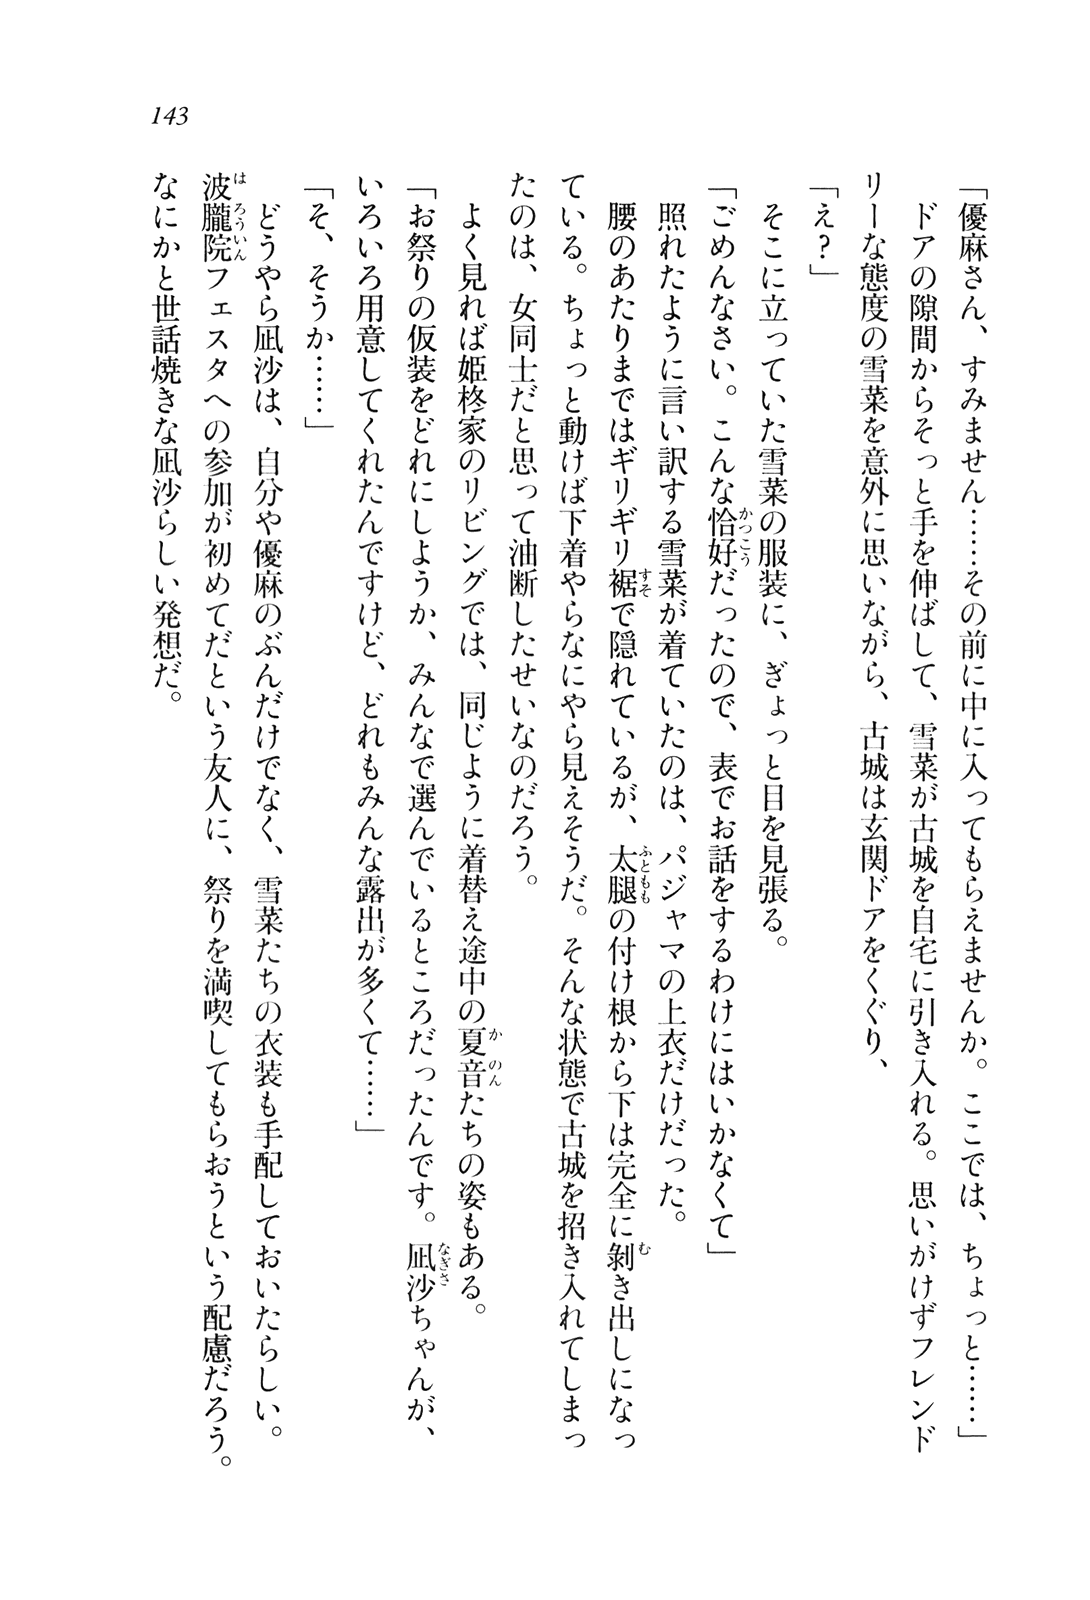 143
「優麻さん、すみません……その前に中に入ってもらえませんか。ここでは、ちょっと……」
ドアの隙間からそっと手を伸ばして、雪菜が古城を自宅に引き入れる。思いがけずフレンド
リーな態度の雪菜を意外に思いながら、古城は玄関ドアをくぐり、
「え?」
そこに立っていた雪菜の服装に、ぎょっと目を見張る。
「ごめんなさい。こんな恰好だったので、表でお話をするわけにはいかなくて」
照れたように言い訳する雪菜が着ていたのは、パジャマの上衣だけだった。
腰のあたりまではギリギリ裾で隠れているが、太腿の付け根から下は完全に剝き出しになっ
ている。ちょっと動けば下着やらなにやら見えそうだ。そんな状態で古城を招き入れてしまっ
たのは、女同士だと思って油断したせいなのだろう。
よく見れば姫柊家のリビングでは、同じように着替え途中の夏音たちの姿もある。
「お祭りの仮装をどれにしようか、みんなで選んでいるところだったんです。凪沙ちゃんが、
いろいろ用意してくれたんですけど、どれもみんな露出が多くて……」
「そ、そうか……」
どうやら凪沙は、自分や優麻のぶんだけでなく、雪菜たちの衣装も手配しておいたらしい。
波朧院フェスタへの参加が初めてだという友人に、祭りを満喫してもらおうという配慮だろう。
なにかと世話焼きな凪沙らしい発想だ。